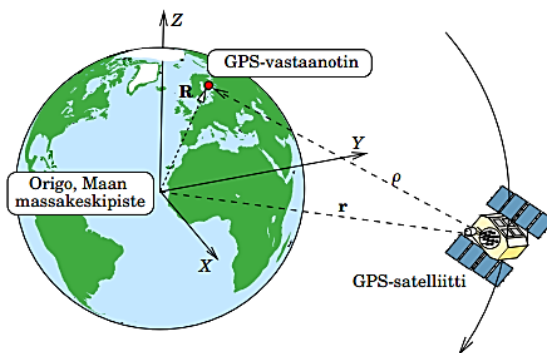 Z
GPS-vastaanotin
R
Y
Origo, Maan
massakeskipiste
ρ
r
X
GPS-satelliitti